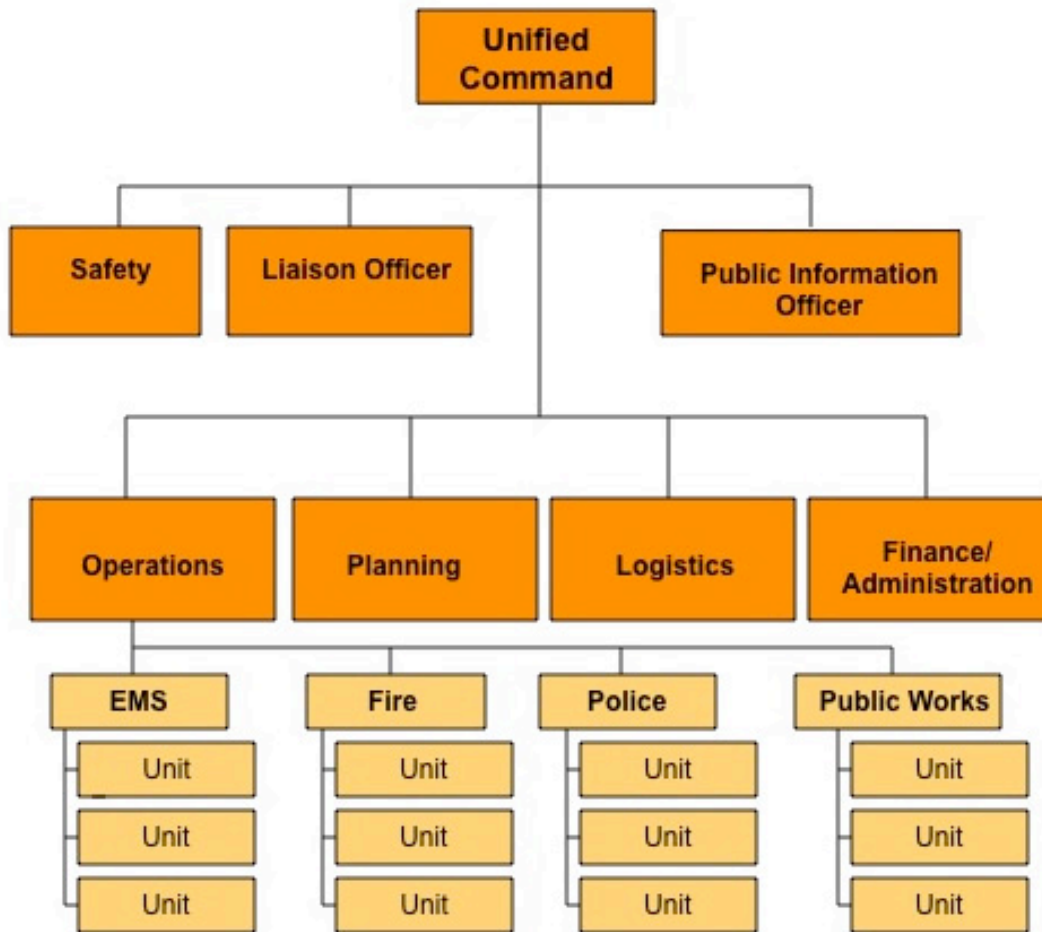 Unified
Command
Safety
Liaison Officer
Public Information
Officer
Operations
Planning
Logistics
Finance/
Administration
EMS
Fire
Police
Public Works
Unit
Unit
Unit
Unit
Unit
Unit
Unit
Unit
Unit
Unit
Unit
Unit